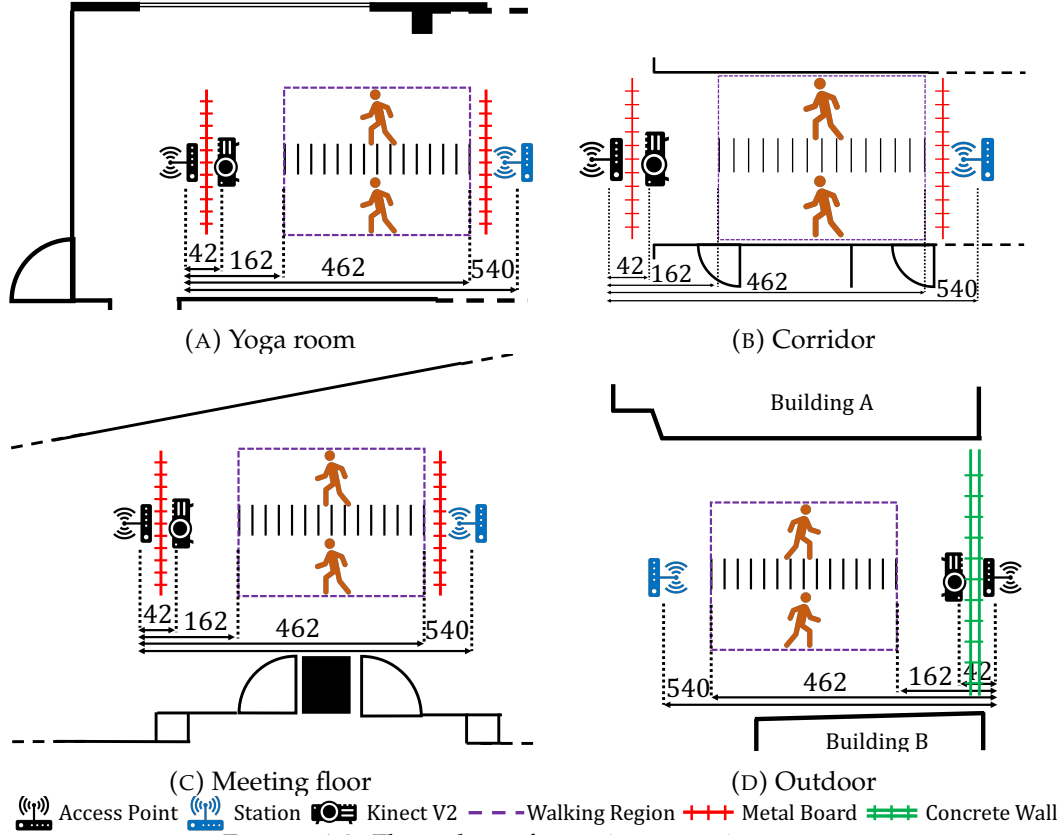 42
162
462
540
(A) Yoga room
42
162
462
540
(B) Corridor
42
162
462
540
(C) Meeting floor
Building A
540
462
162
42
Building B
(D) Outdoor
Access Point Station Kinect V2 Walking Region Metal Board Concrete Wall